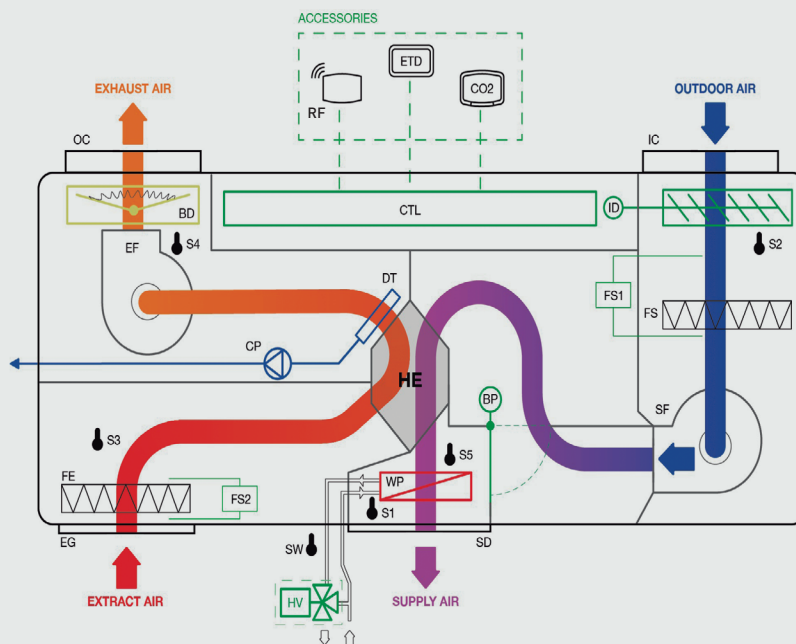 ACCESSORIES
ETD
CO2
RF
EXHAUST AIR
OUTDOOR AIR
OC
IC
BD
CTL
ID
EF
S4
S2
DT
FS1
FS
CP
HE
BP
SF
S3
S5
FE
WP
FS2
S1
EG
SW
SD
HV
EXTRACT AIR
SUPPLY AIR